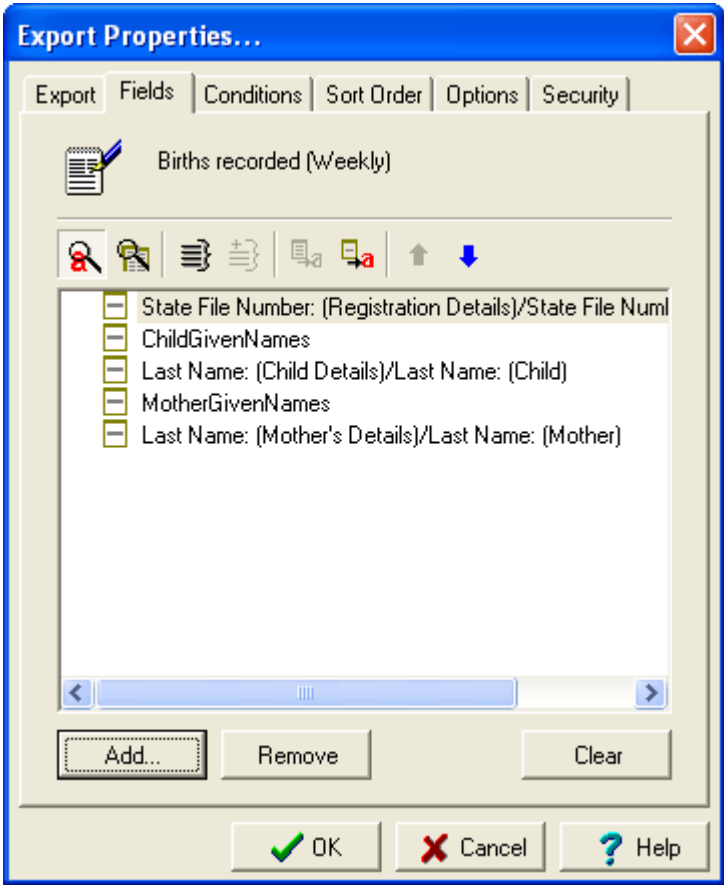 Export Properties...
Export Fields Conditions Sort Order Options Security
Births recorded (Weekly)
State File Number: (Registration Details)/State File Numl
ChildGivenNames
Last Name: (Child Details)/Last Name: (Child)
MotherGivenNames
Last Name: (Mother's Details)/Last Name: (Mother)
Add... Remove Clear
OK Cancel Help